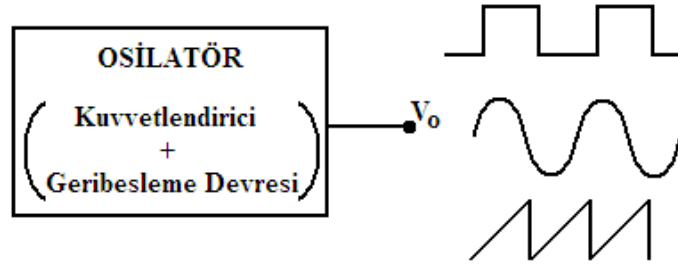 OSİLATÖR
Kuvvetlendirici
+
Geribesleme Devresi
Vo